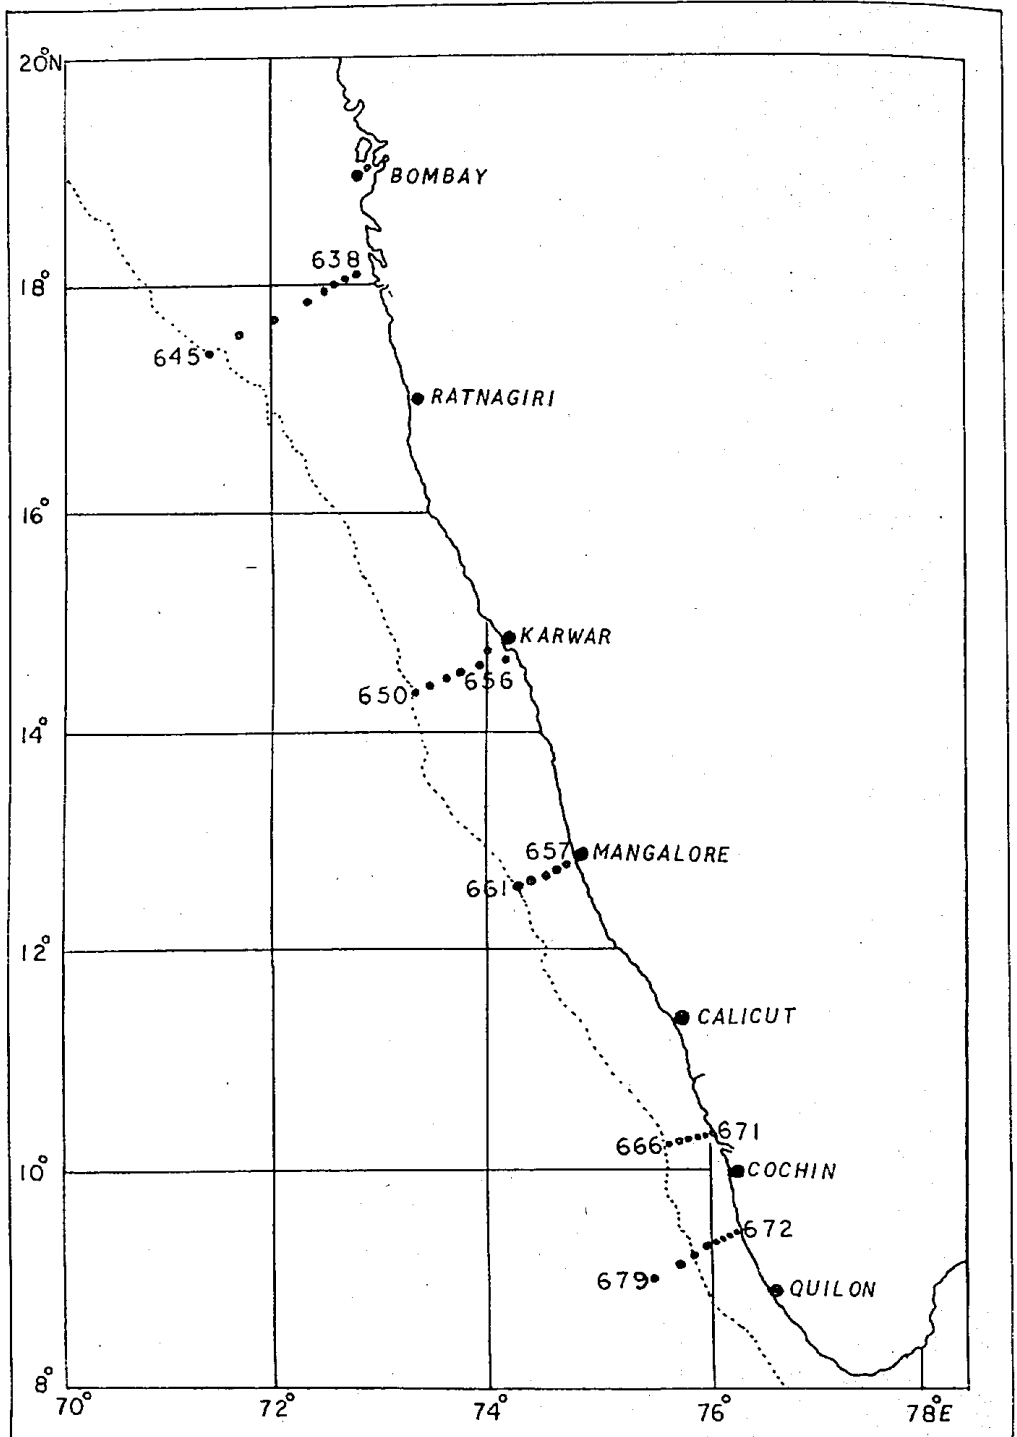 20°N
BOMBAY
638
18°
645
RATNAGIRI
16°
KARWAR
656
650
14°
657 MANGALORE
661
12°
CALICUT
671
666
10°
COCHIN
672
679
QUILON
8°
70° 72° 74° 76° 78°E